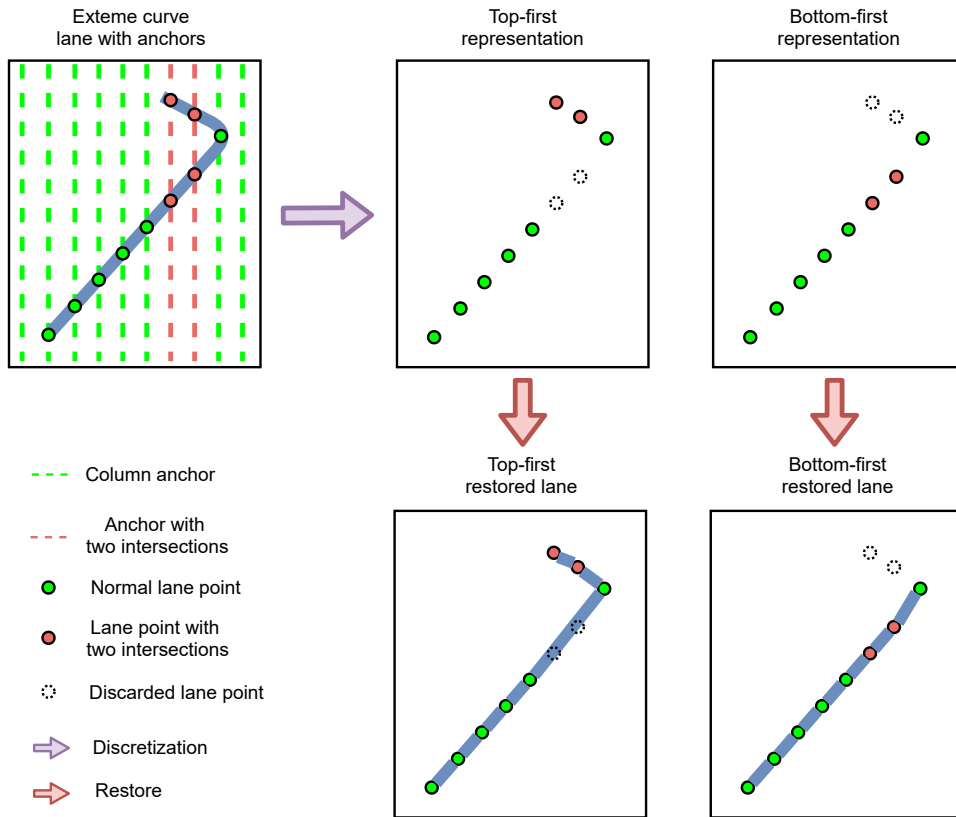 Exteme curve
lane with anchors
Top-first
representation
Bottom-first
representation
Top-first
restored lane
Bottom-first
restored lane
Column anchor
Anchor with
two intersections
Normal lane point
Lane point with
two intersections
Discarded lane point
Discretization
Restore